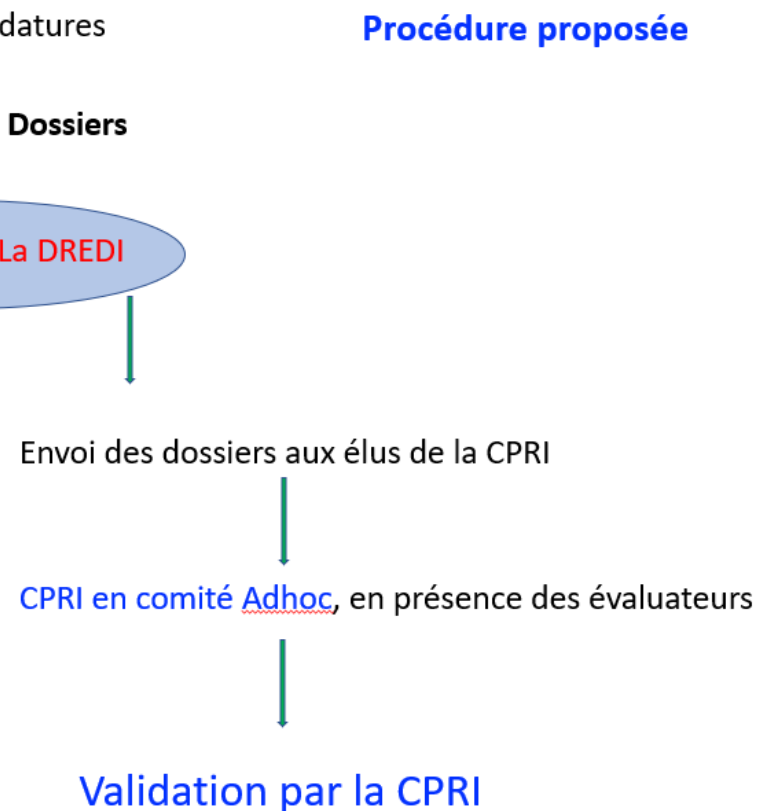 datures
Procédure proposée
Dossiers
La DREDI
Envoi des dossiers aux élus de la CPRI
CPRI en comité Adhoc, en présence des évaluateurs
Validation par la CPRI